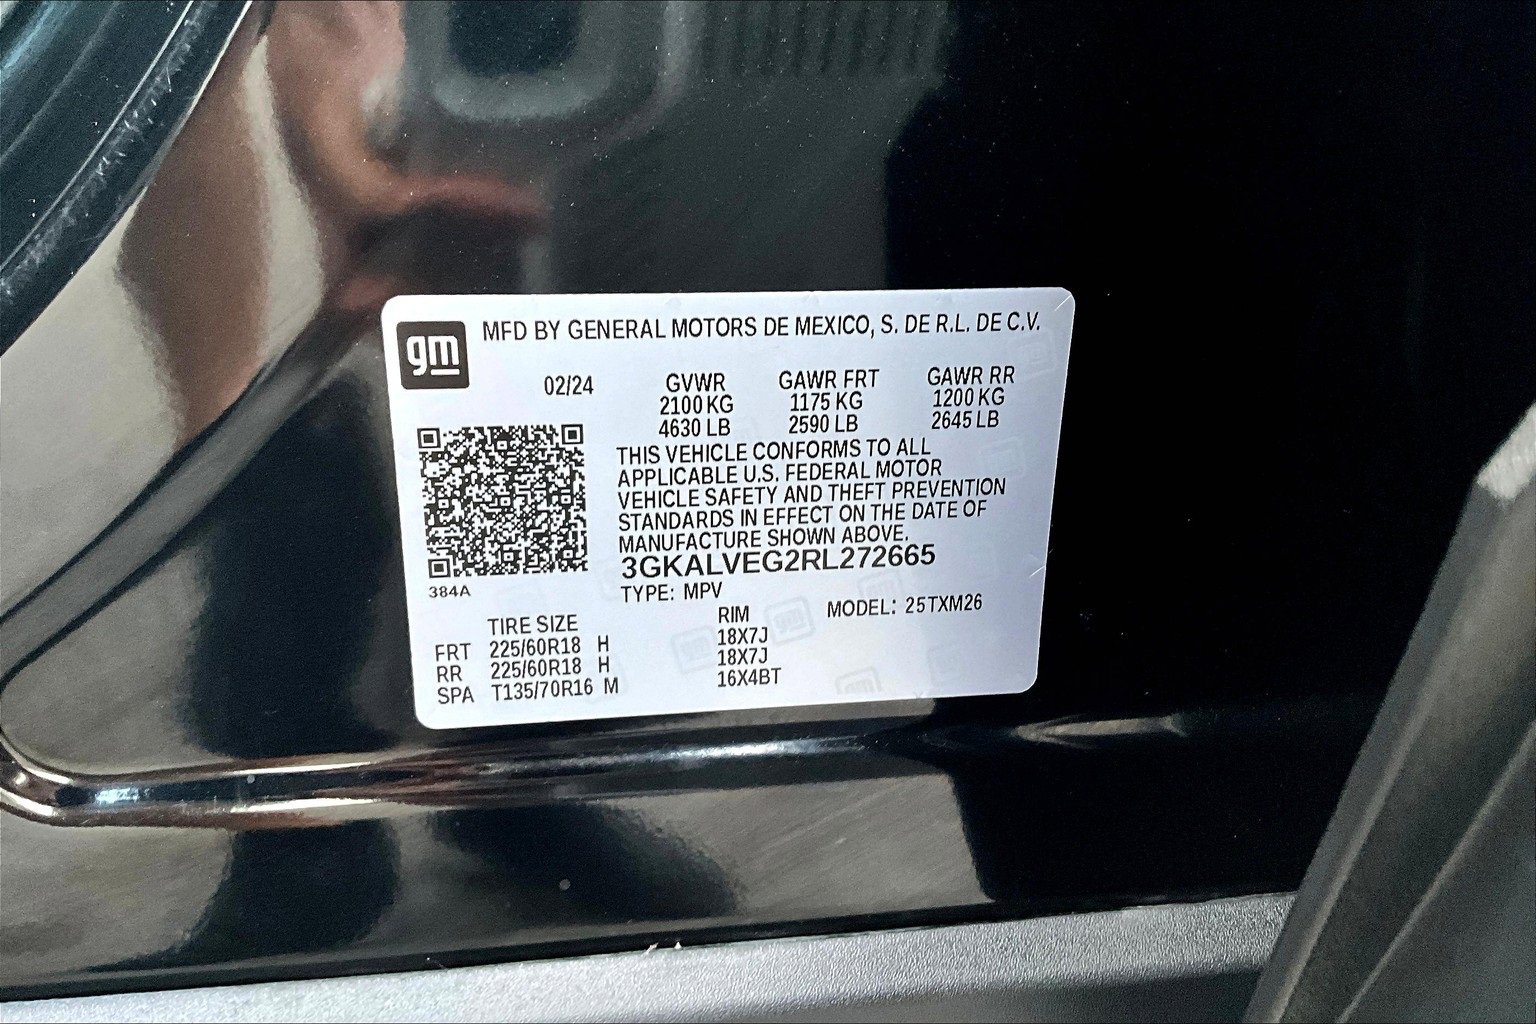 gm
MFD BY GENERAL MOTORS DE MEXICO, S. DE R.L. DE C.V.
02/24 GVWR GAWR FRT GAWR RR
2100 KG 1175 KG 1200 KG
4630 LB 2590 LB 2645 LB
THIS VEHICLE CONFORMS TO ALL
APPLICABLE U.S. FEDERAL MOTOR
VEHICLE SAFETY AND THEFT PREVENTION
STANDARDS IN EFFECT ON THE DATE OF
MANUFACTURE SHOWN ABOVE.
3GKALVEG2RL272665
384A
TYPE: MPV
MODEL: 25TXM26
TIRE SIZE RIM
FRT 225/60R18 H 18X7J
RR 225/60R18 H 18X7J
SPA T135/70R16 M 16X4BT